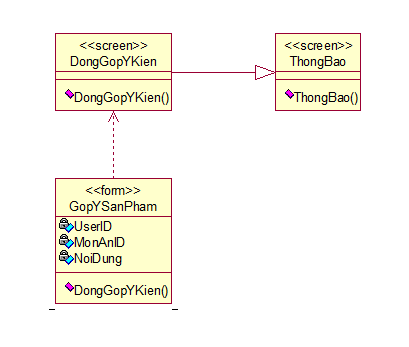 <<screen>>
DongGopYKien
DongGopYKien()
<<screen>>
ThongBao
ThongBao()
<<form>>
GopYSanPham
UserID
MonAnID
NoiDung
DongGopYKien()